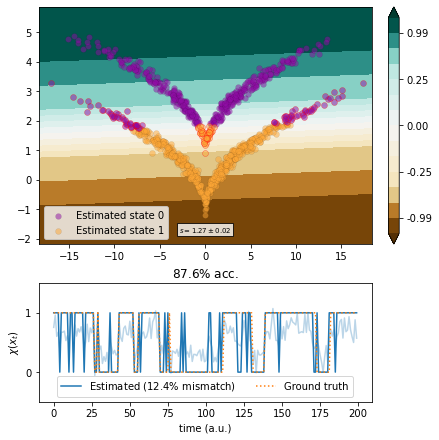 5
4
3
2
1
0
−1
−2
Estimated state 0
Estimated state 1
s = 1.27 ± 0.02
−15 −10 −5 0 5 10 15
0.99
0.25
0.00
−0.25
−0.99
87.6% acc.
1
0
χ(xₜ)
Estimated (12.4% mismatch)
Ground truth
0 25 50 75 100 125 150 175 200
time (a.u.)